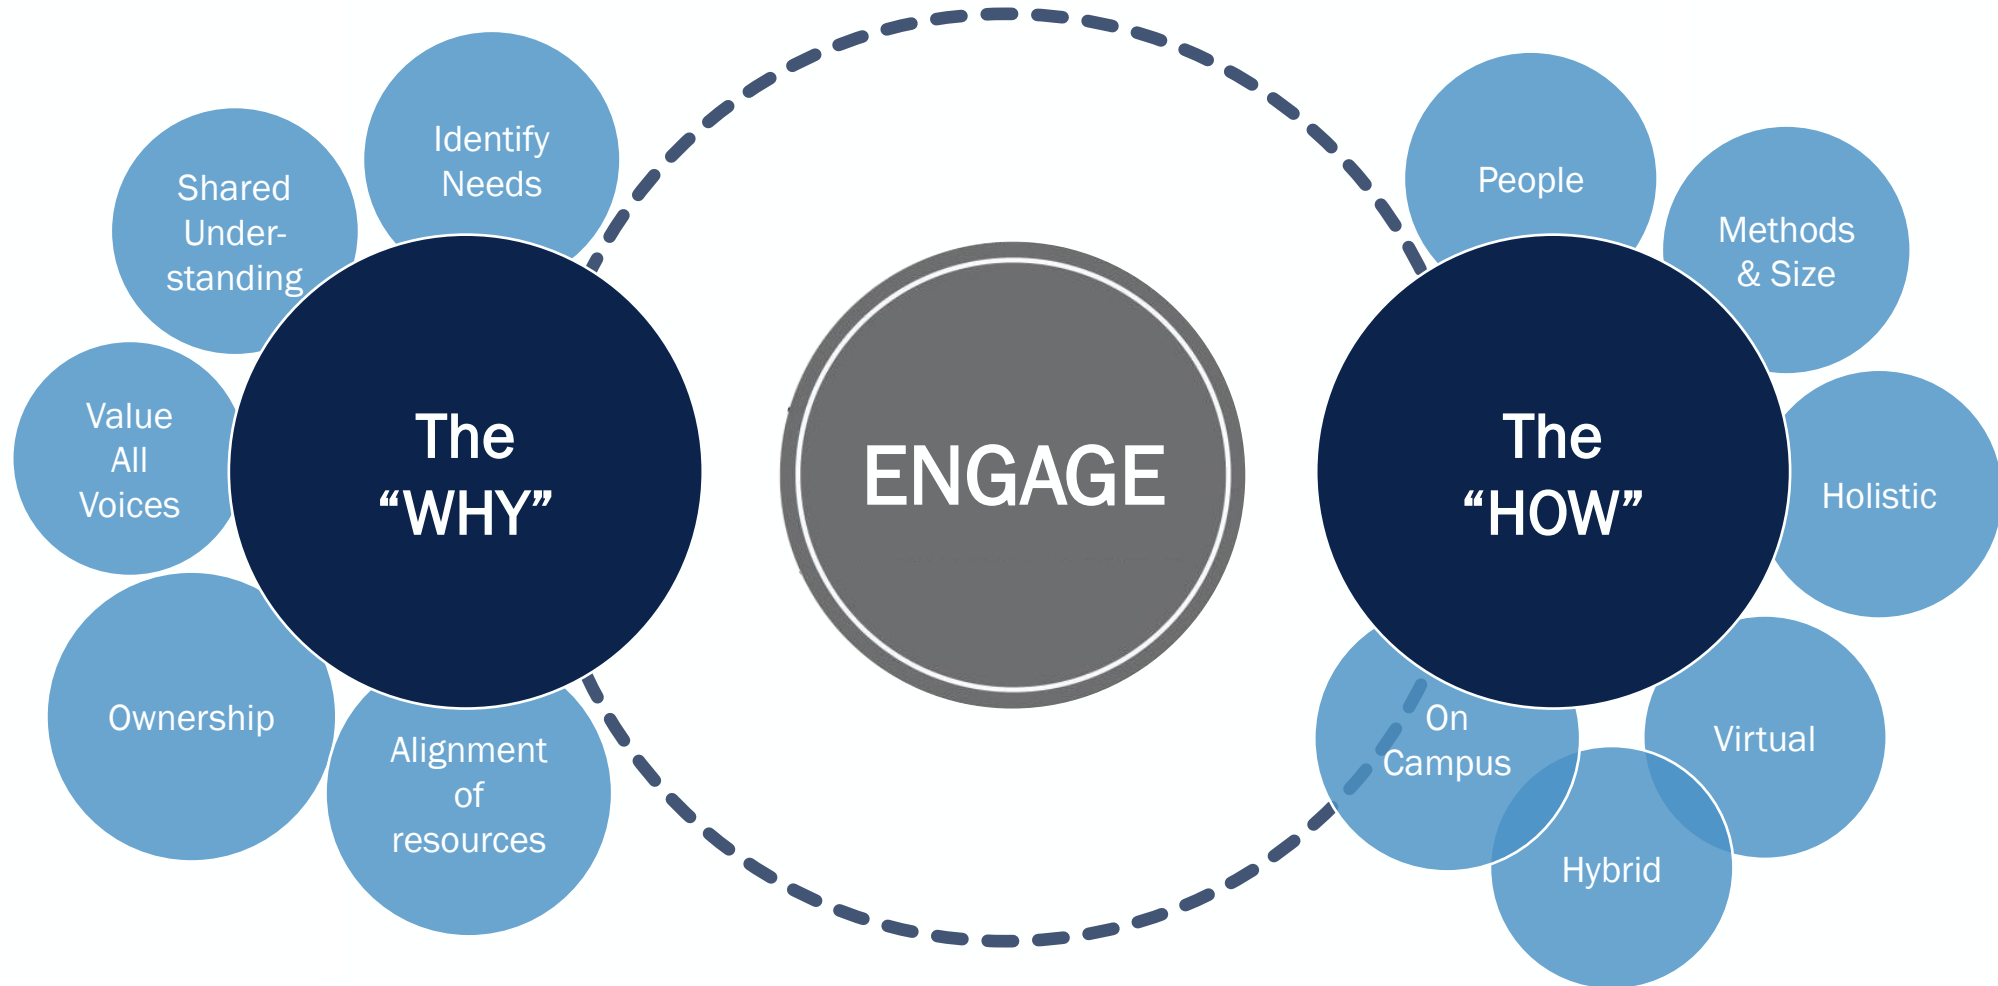 Identify
Needs
Shared
Under-
standing
Value
All
Voices
Ownership
Alignment
of
resources
The
“WHY”
ENGAGE
The
“HOW”
People
Methods
& Size
Holistic
Virtual
Hybrid
On
Campus